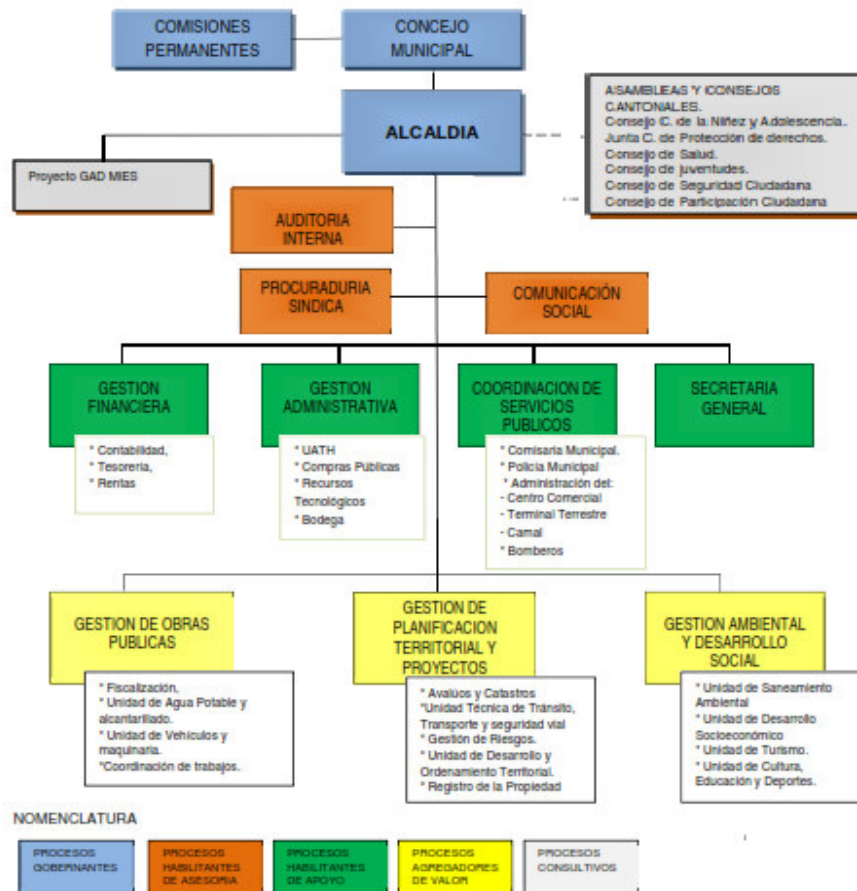 COMISIONES
PERMANENTES
CONCEJO
MUNICIPAL
ALCALDIA
ASAMBLEAS Y CONSEJOS
CANTONALES.
Consejo C. de la Niñez y Adolescencia.
Junta C. de Protección de derechos.
Consejo de Salud.
Consejo de juventudes.
Consejo de Seguridad Ciudadana
Consejo de Participación Ciudadana
Proyecto GAD MIES
AUDITORIA
INTERNA
PROCURADURIA
SINDICA
COMUNICACIÓN
SOCIAL
GESTION
FINANCIERA
* Contabilidad,
* Tesorería,
* Rentas
GESTION
ADMINISTRATIVA
* UATH
* Compras Públicas
* Recursos
Tecnológicos
* Bodega
COORDINACION DE
SERVICIOS
PUBLICOS
* Comisaría Municipal.
* Policía Municipal
* Administración del:
- Centro Comercial
- Terminal Terrestre
- Camal
* Bomberos
SECRETARIA
GENERAL
GESTION DE OBRAS
PUBLICAS
* Fiscalización,
* Unidad de Agua Potable y
alcantarillado.
* Unidad de Vehículos y
maquinaria.
*Coordinación de trabajos.
GESTION DE
PLANIFICACION
TERRITORIAL Y
PROYECTOS
* Avalúos y Catastros
*Unidad Técnica de Tránsito,
Transporte y seguridad vial
* Gestión de Riesgos.
* Unidad de Desarrollo y
Ordenamiento Territorial.
* Registro de la Propiedad
GESTION AMBIENTAL
Y DESARROLLO
SOCIAL
* Unidad de Saneamiento
Ambiental
* Unidad de Desarrollo
Socioeconómico
* Unidad de Turismo.
* Unidad de Cultura,
Educación y Deportes.
NOMENCLATURA
PROCESOS
GOBERNANTES
PROCESOS
HABILITANTES
DE ASESORIA
PROCESOS
HABILITANTES
DE APOYO
PROCESOS
AGREGADORES
DE VALOR
PROCESOS
CONSULTIVOS